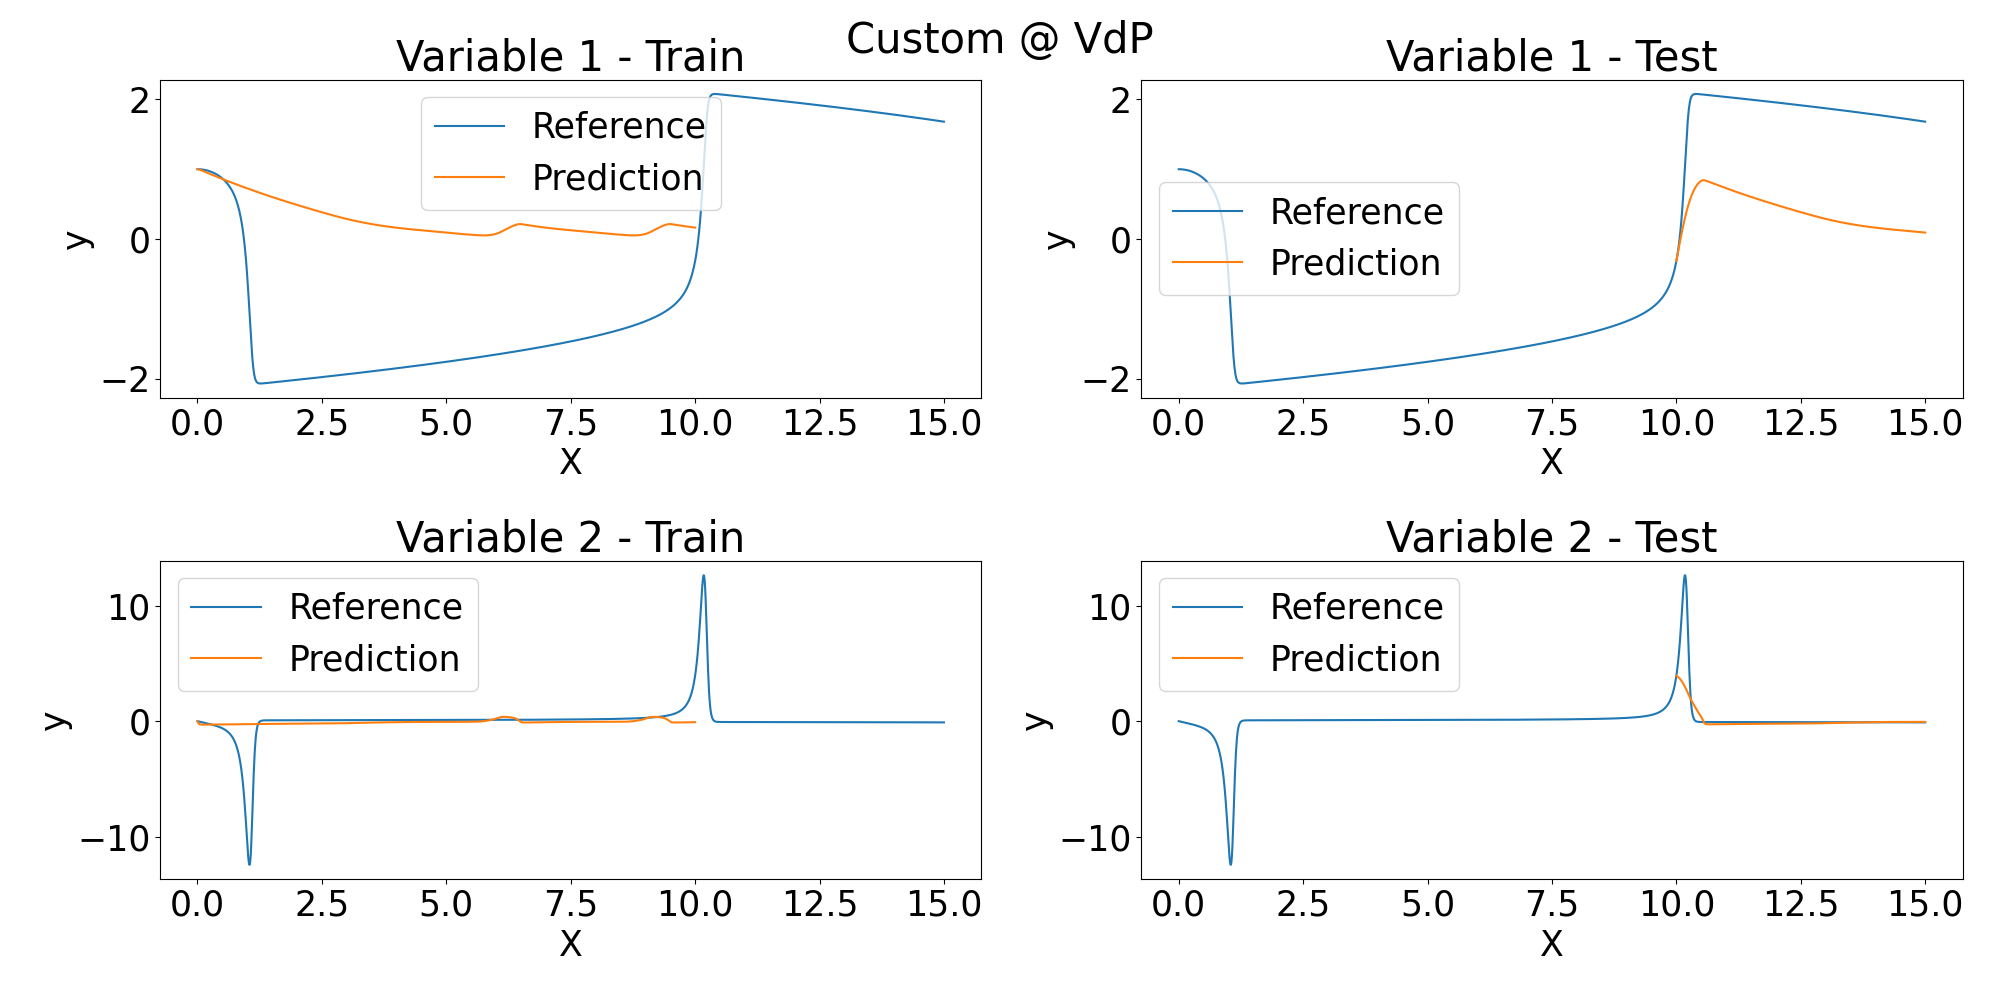 Custom @ VdP
Variable 1 - Train
2
0
−2
y
Reference
Prediction
0.0 2.5 5.0 7.5 10.0 12.5 15.0
X
Variable 1 - Test
2
0
−2
y
Reference
Prediction
0.0 2.5 5.0 7.5 10.0 12.5 15.0
X
Variable 2 - Train
10
0
−10
y
Reference
Prediction
0.0 2.5 5.0 7.5 10.0 12.5 15.0
X
Variable 2 - Test
10
0
−10
y
Reference
Prediction
0.0 2.5 5.0 7.5 10.0 12.5 15.0
X